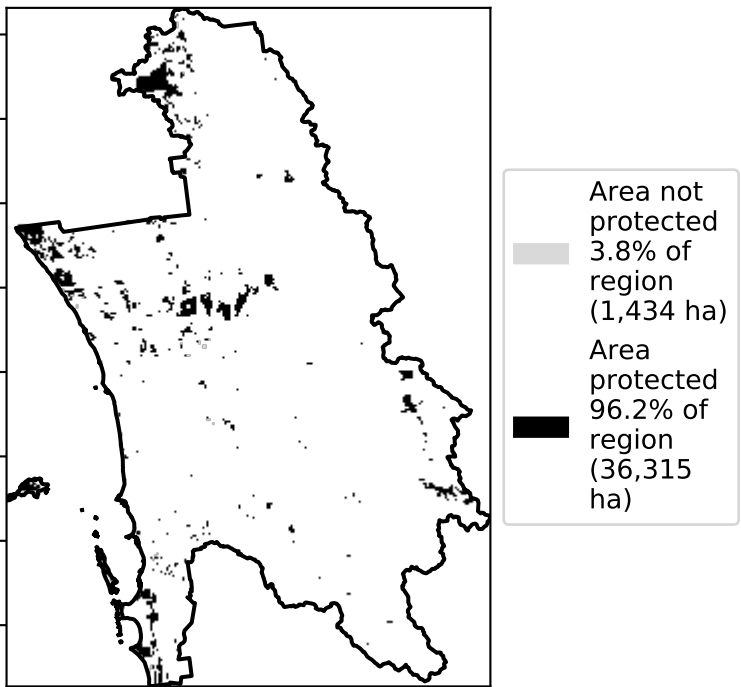 Area not
protected
3.8% of
region
(1,434 ha)
Area
protected
96.2% of
region
(36,315
ha)